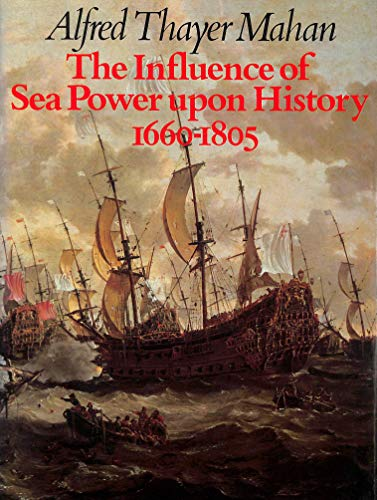 Alfred Thayer Mahan
The Influence of
Sea Power upon History
1660-1805